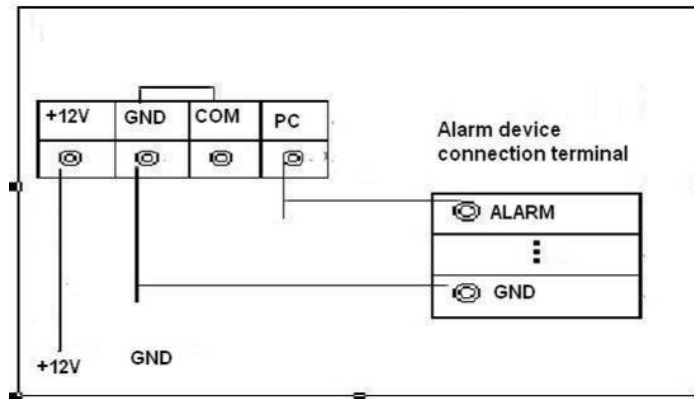 +12V GND COM PC
Alarm device
connection terminal
ALARM
GND
+12V GND